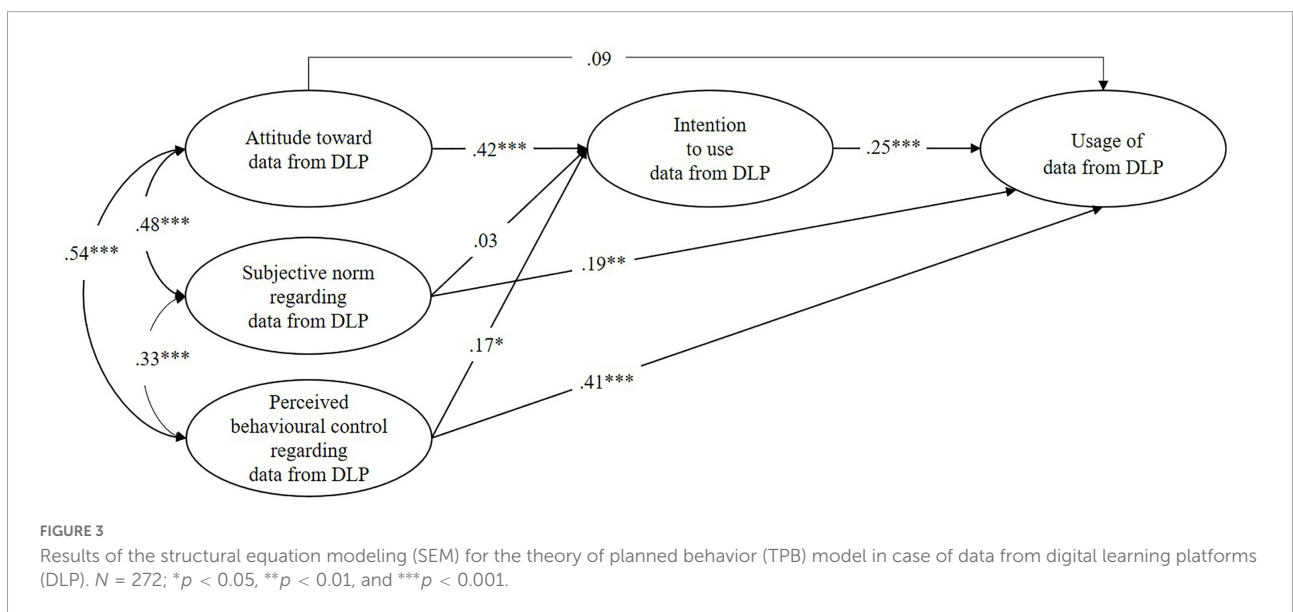 .09
Attitude toward
data from DLP
.42***
Intention
to use
data from DLP
.25***
Usage of
data from DLP
.48***
.54***
.03
Subjective norm
regarding
data from DLP
.19**
.33***
.17*
.41***
Perceived
behavioural control
regarding
data from DLP
FIGURE 3
Results of the structural equation modeling (SEM) for the theory of planned behavior (TPB) model in case of data from digital learning platforms
(DLP). N = 272; *p < 0.05, **p < 0.01, and ***p < 0.001.